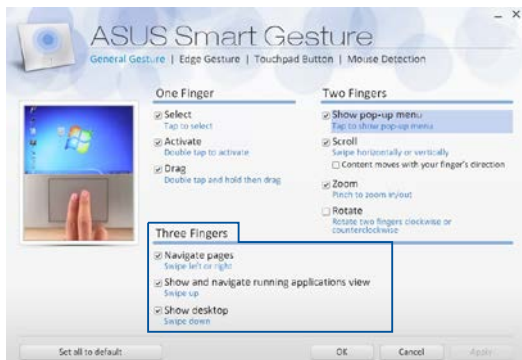 ASUS Smart Gesture
General Gesture | Edge Gesture | Touchpad Button | Mouse Detection
One Finger
Select
Tap to select
Activate
Double tap to activate
Drag
Double tap and hold then drag
Two Fingers
Show pop-up menu
Tap to show pop-up menu
Scroll
Swipe horizontally or vertically
Content moves with your finger's direction
Zoom
Pinch to zoom in/out
Rotate
Rotate two fingers clockwise or
counterclockwise
Three Fingers
Navigate pages
Swipe left or right
Show and navigate running applications view
Swipe up
Show desktop
Swipe down
Set all to default
OK
Cancel
Apply